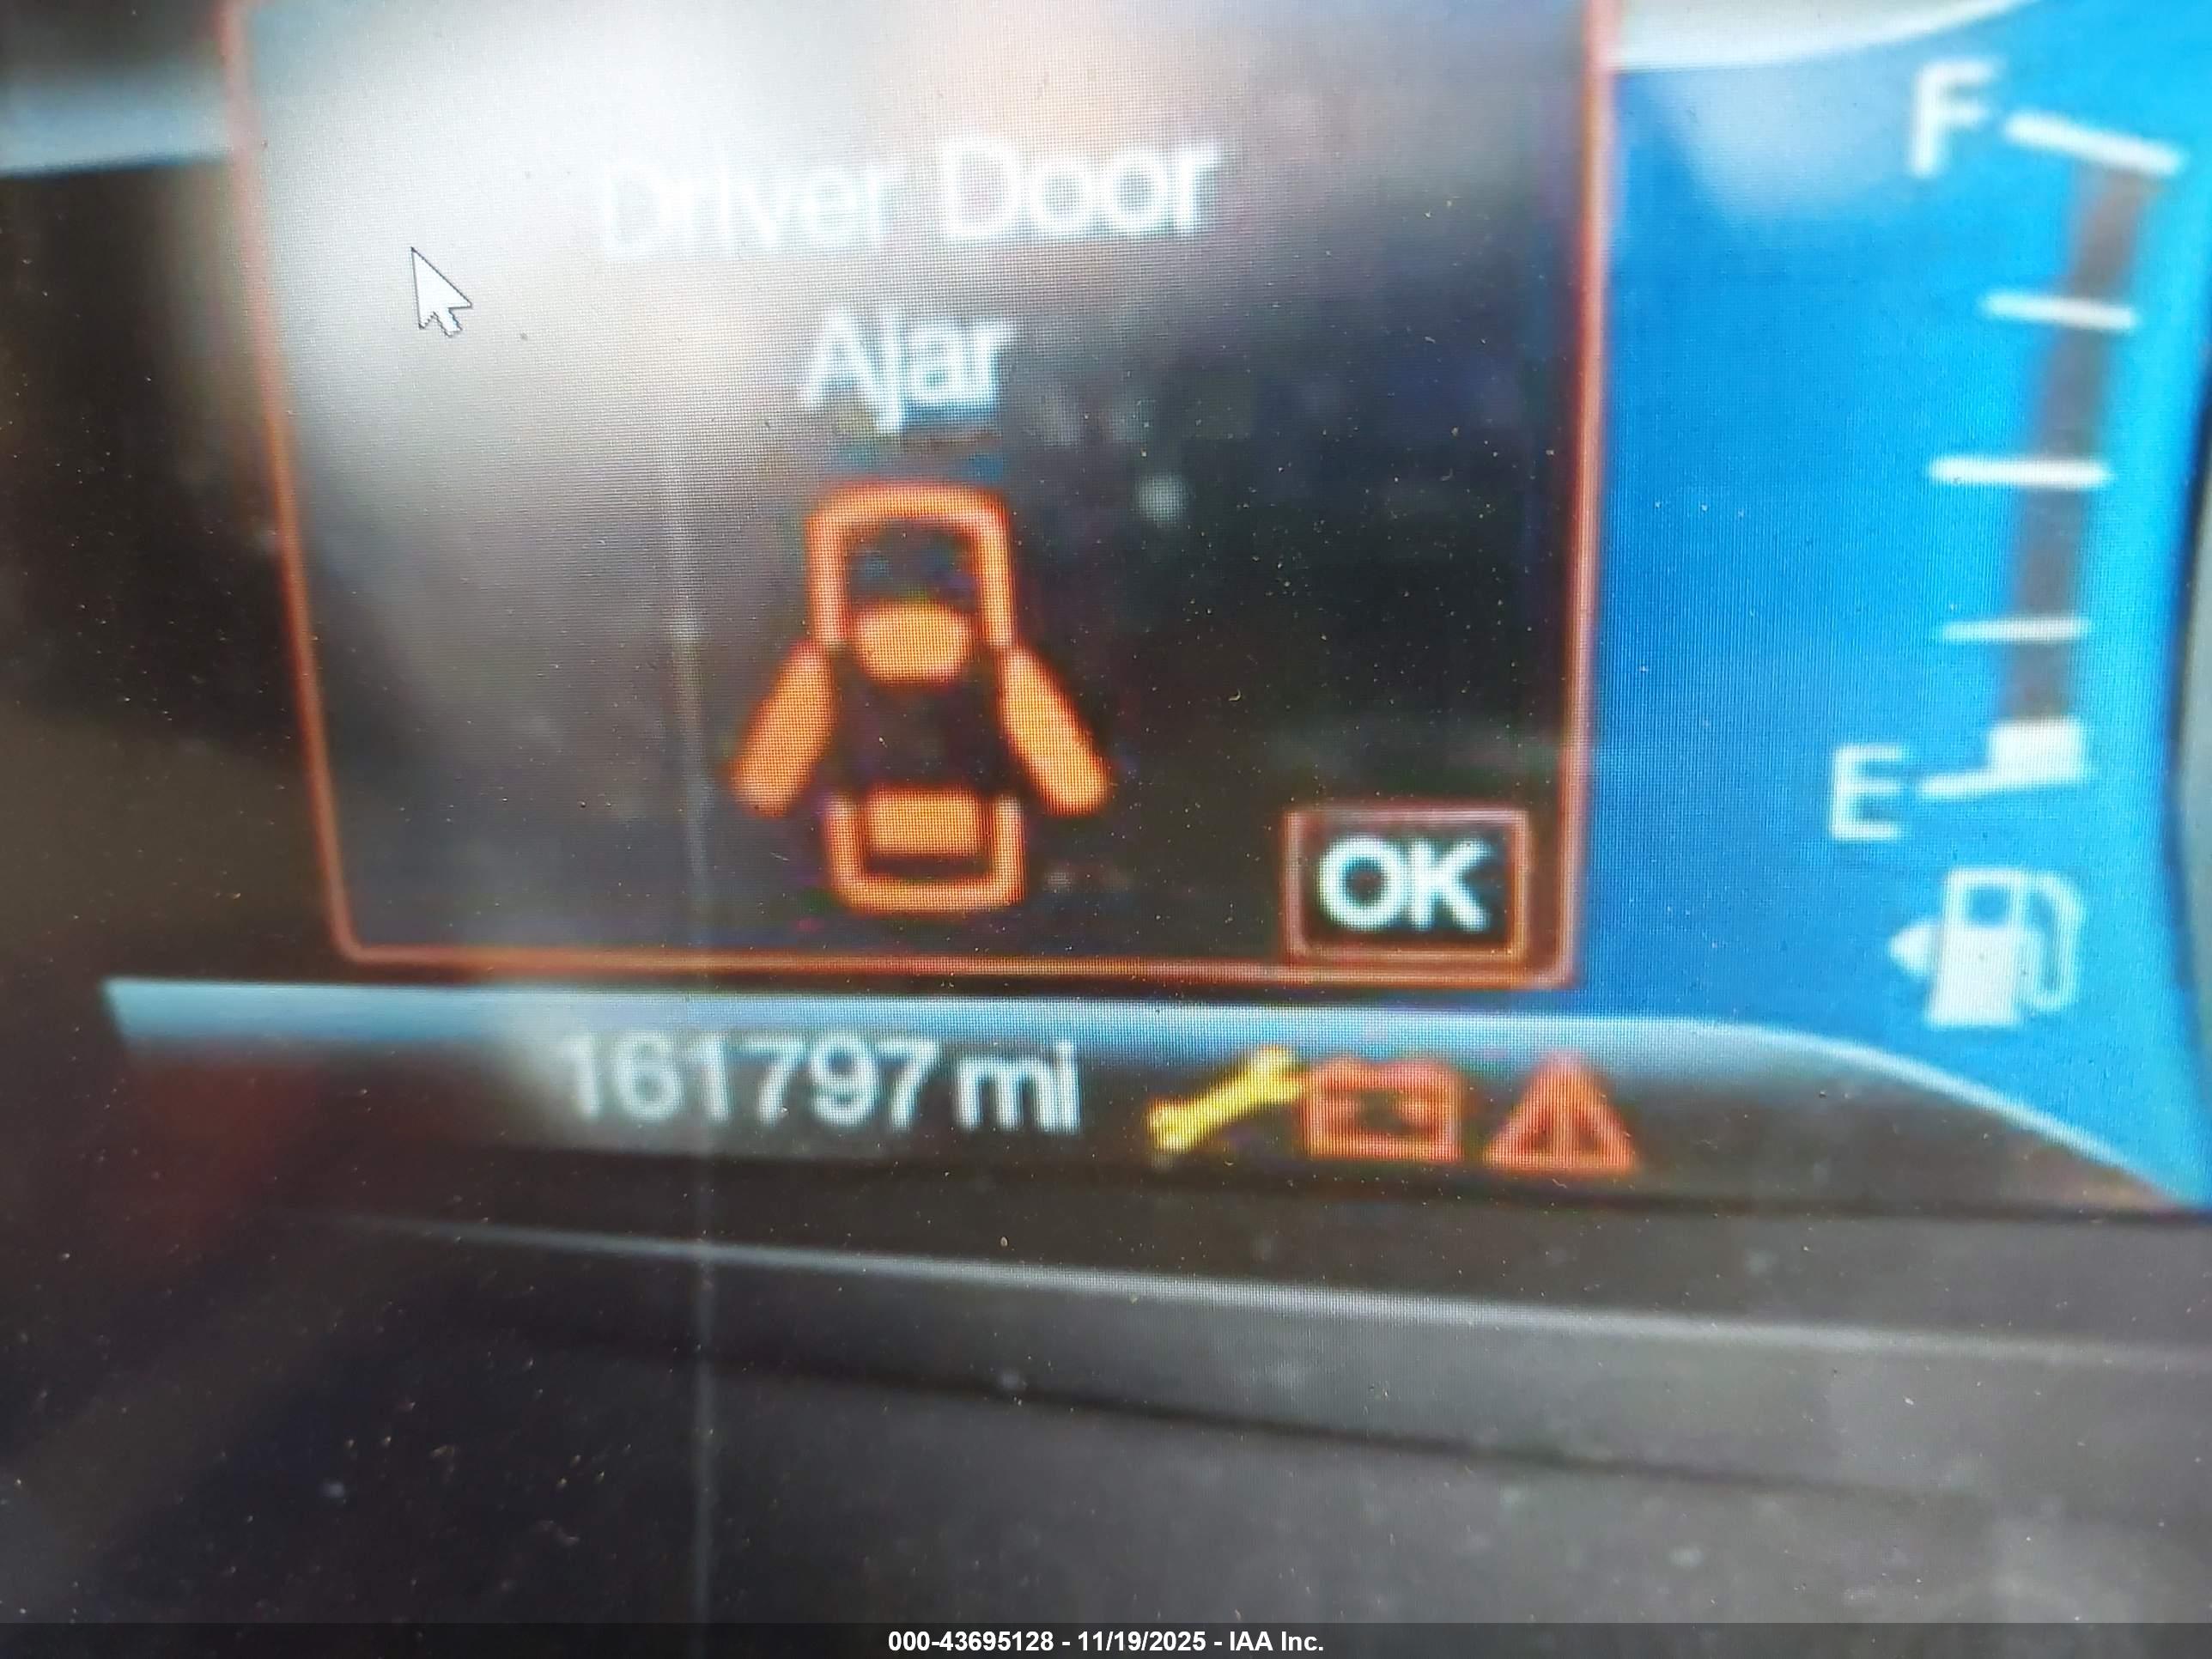 Driver Door
Ajar
F
E
OK
161797 mi
000-43695128 - 11/19/2025 - IAA Inc.